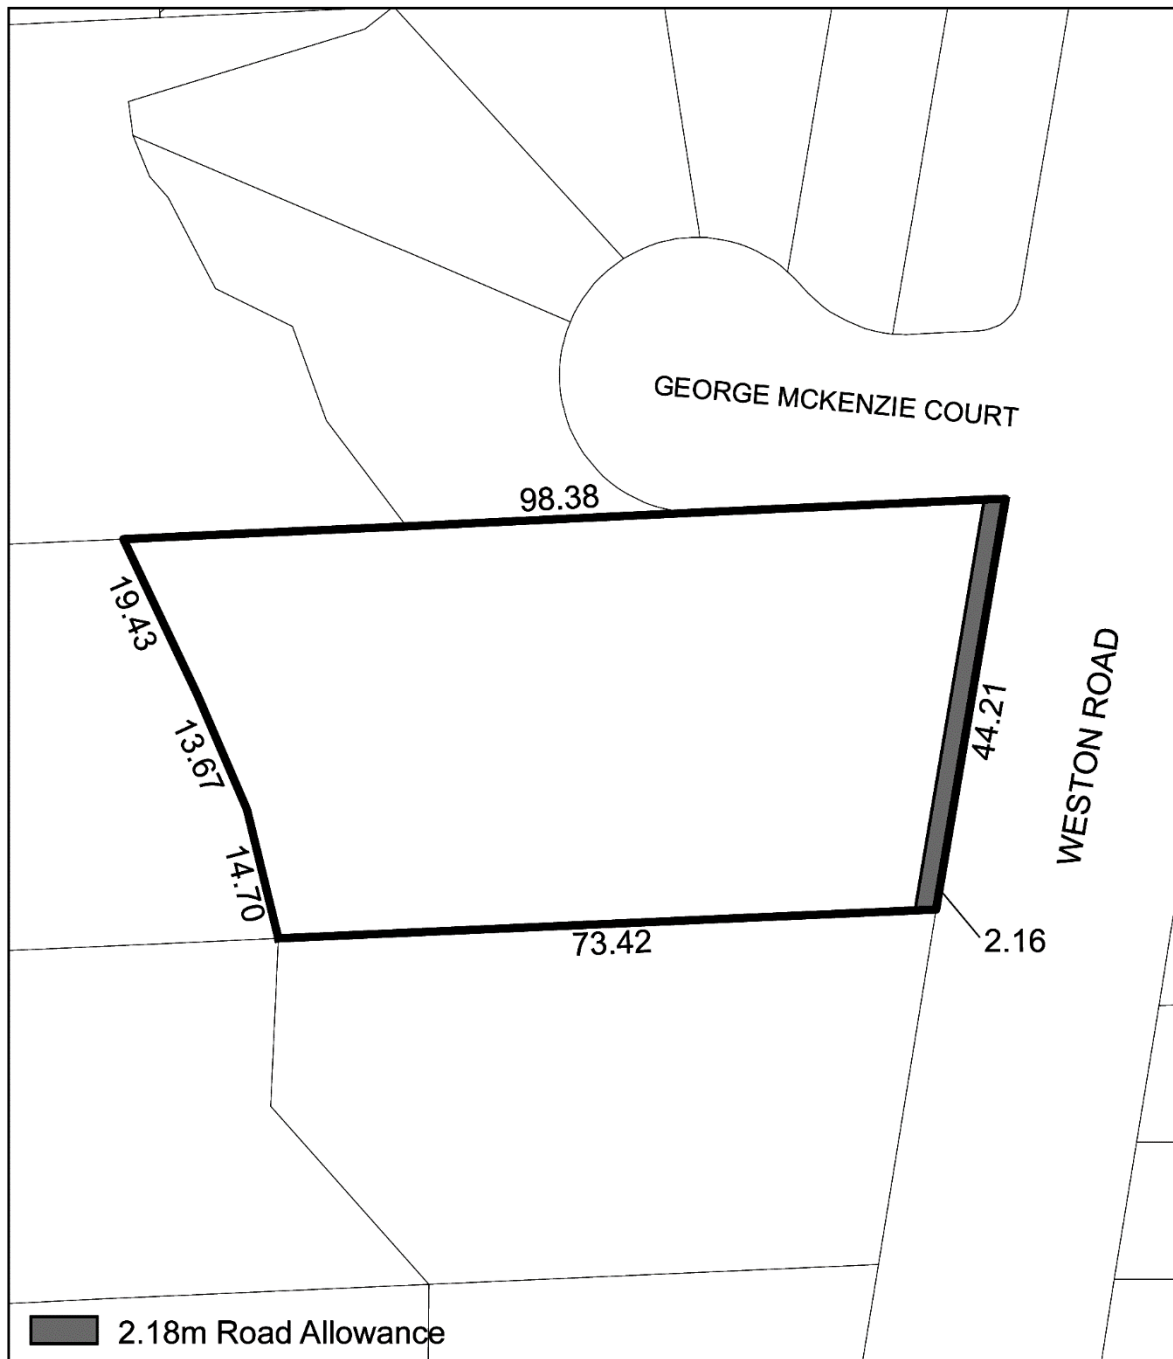 GEORGE MCKENZIE COURT
98.38
19.43
13.67
44.21
WESTON ROAD
14.70
73.42
2.16
2.18m Road Allowance